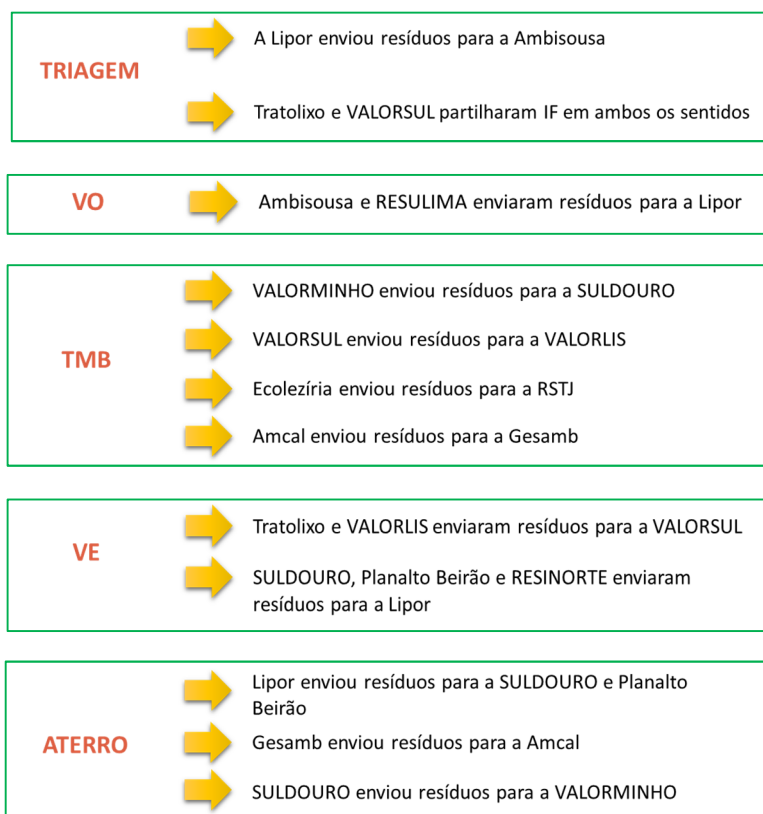 TRIAGEM
A Lipor enviou resíduos para a Ambisousa
Tratolixo e VALORSUL partilharam IF em ambos os sentidos
VO
Ambisousa e RESULIMA enviaram resíduos para a Lipor
TMB
VALORMINHO enviou resíduos para a SULDOURO
VALORSUL enviou resíduos para a VALORLIS
Ecolezíria enviou resíduos para a RSTJ
Amcal enviou resíduos para a Gesamb
VE
Tratolixo e VALORLIS enviaram resíduos para a VALORSUL
SULDOURO, Planalto Beirão e RESINORTE enviaram
resíduos para a Lipor
ATERRO
Lipor enviou resíduos para a SULDOURO e Planalto
Beirão
Gesamb enviou resíduos para a Amcal
SULDOURO enviou resíduos para a VALORMINHO